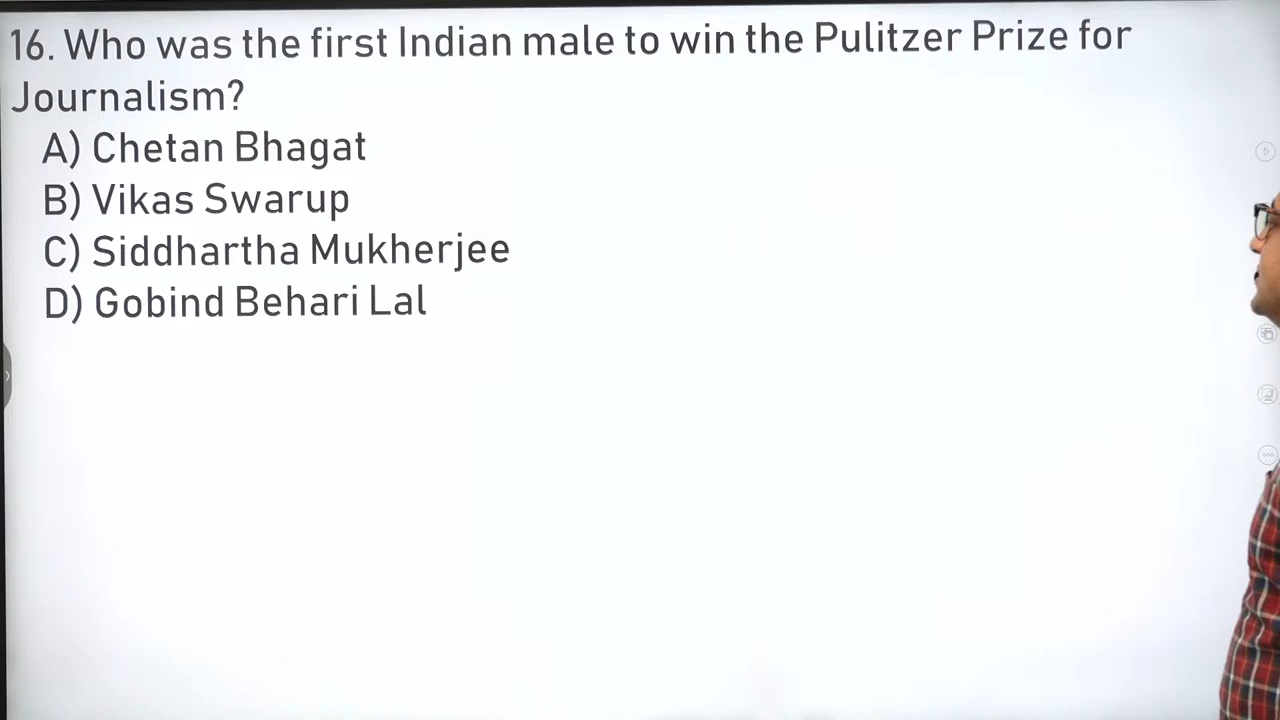 16. Who was the first Indian male to win the Pulitzer Prize for
Journalism?
A) Chetan Bhagat
B) Vikas Swarup
C) Siddhartha Mukherjee
D) Gobind Behari Lal